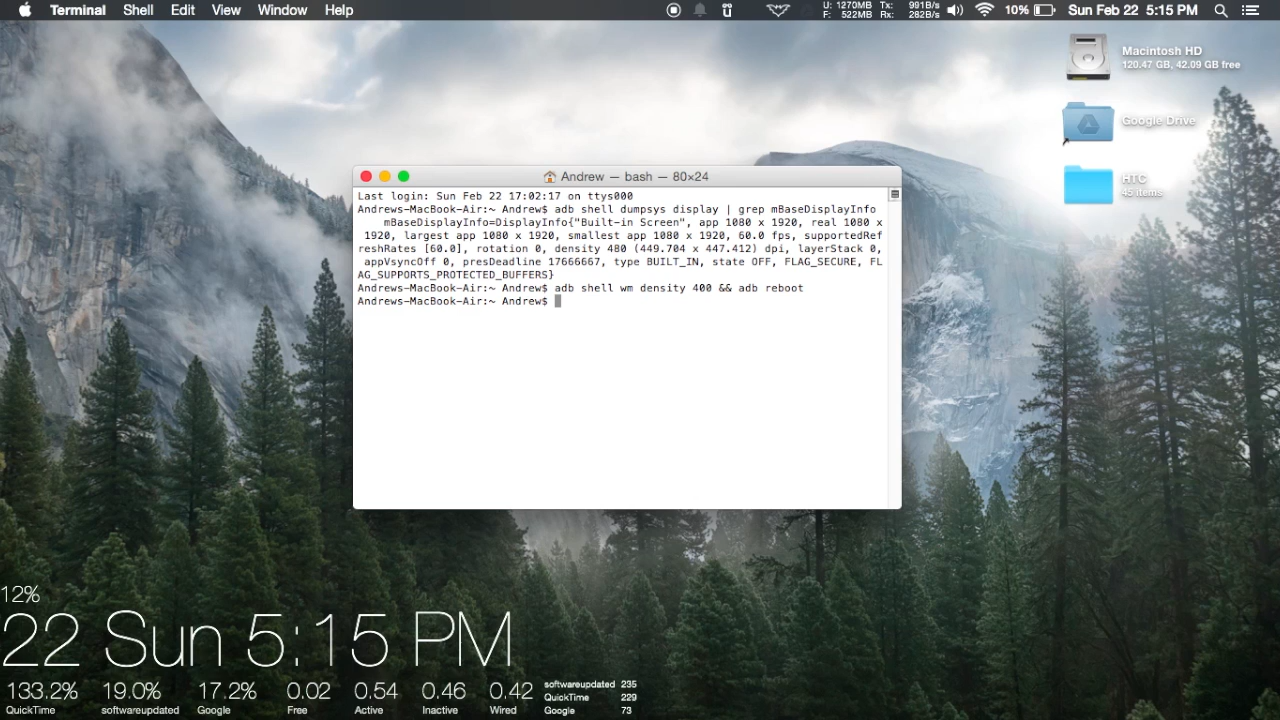 Terminal Shell Edit View Window Help
U: 1270MB Tx: 991B/s
F: 522MB Rx: 282B/s
10% Sun Feb 22 5:15 PM
Macintosh HD
120.47 GB, 42.09 GB free
Google Drive
HTC
45 items
Andrew — bash — 80×24
Last login: Sun Feb 22 17:02:17 on ttys000
Andrews-MacBook-Air:~ Andrew$ adb shell dumpsys display | grep mBaseDisplayInfo
mBaseDisplayInfo=DisplayInfo{"Built-in Screen", app 1080 x 1920, real 1080 x
1920, largest app 1080 x 1920, smallest app 1080 x 1920, 60.0 fps, supportedRef
reshRates [60.0], rotation 0, density 480 (449.704 x 447.412) dpi, layerStack 0,
appVsyncOff 0, presDeadline 17666667, type BUILT_IN, state OFF, FLAG_SECURE, FL
AG_SUPPORTS_PROTECTED_BUFFERS}
Andrews-MacBook-Air:~ Andrew$ adb shell wm density 400 && adb reboot
Andrews-MacBook-Air:~ Andrew$
12%
22 Sun 5:15 PM
133.2% 19.0% 17.2% 0.02 0.54 0.46 0.42
QuickTime softwareupdated Google Free Active Inactive Wired
softwareupdated 235
QuickTime 229
Google 73